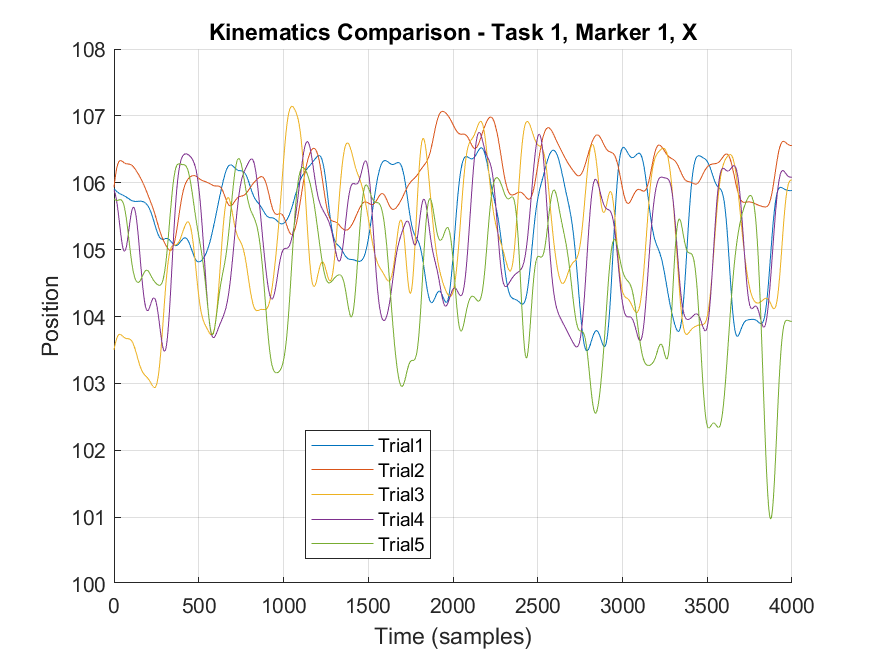 Kinematics Comparison - Task 1, Marker 1, X
108
107
106
105
104
103
102
101
100
Position
Trial1
Trial2
Trial3
Trial4
Trial5
0 500 1000 1500 2000 2500 3000 3500 4000
Time (samples)